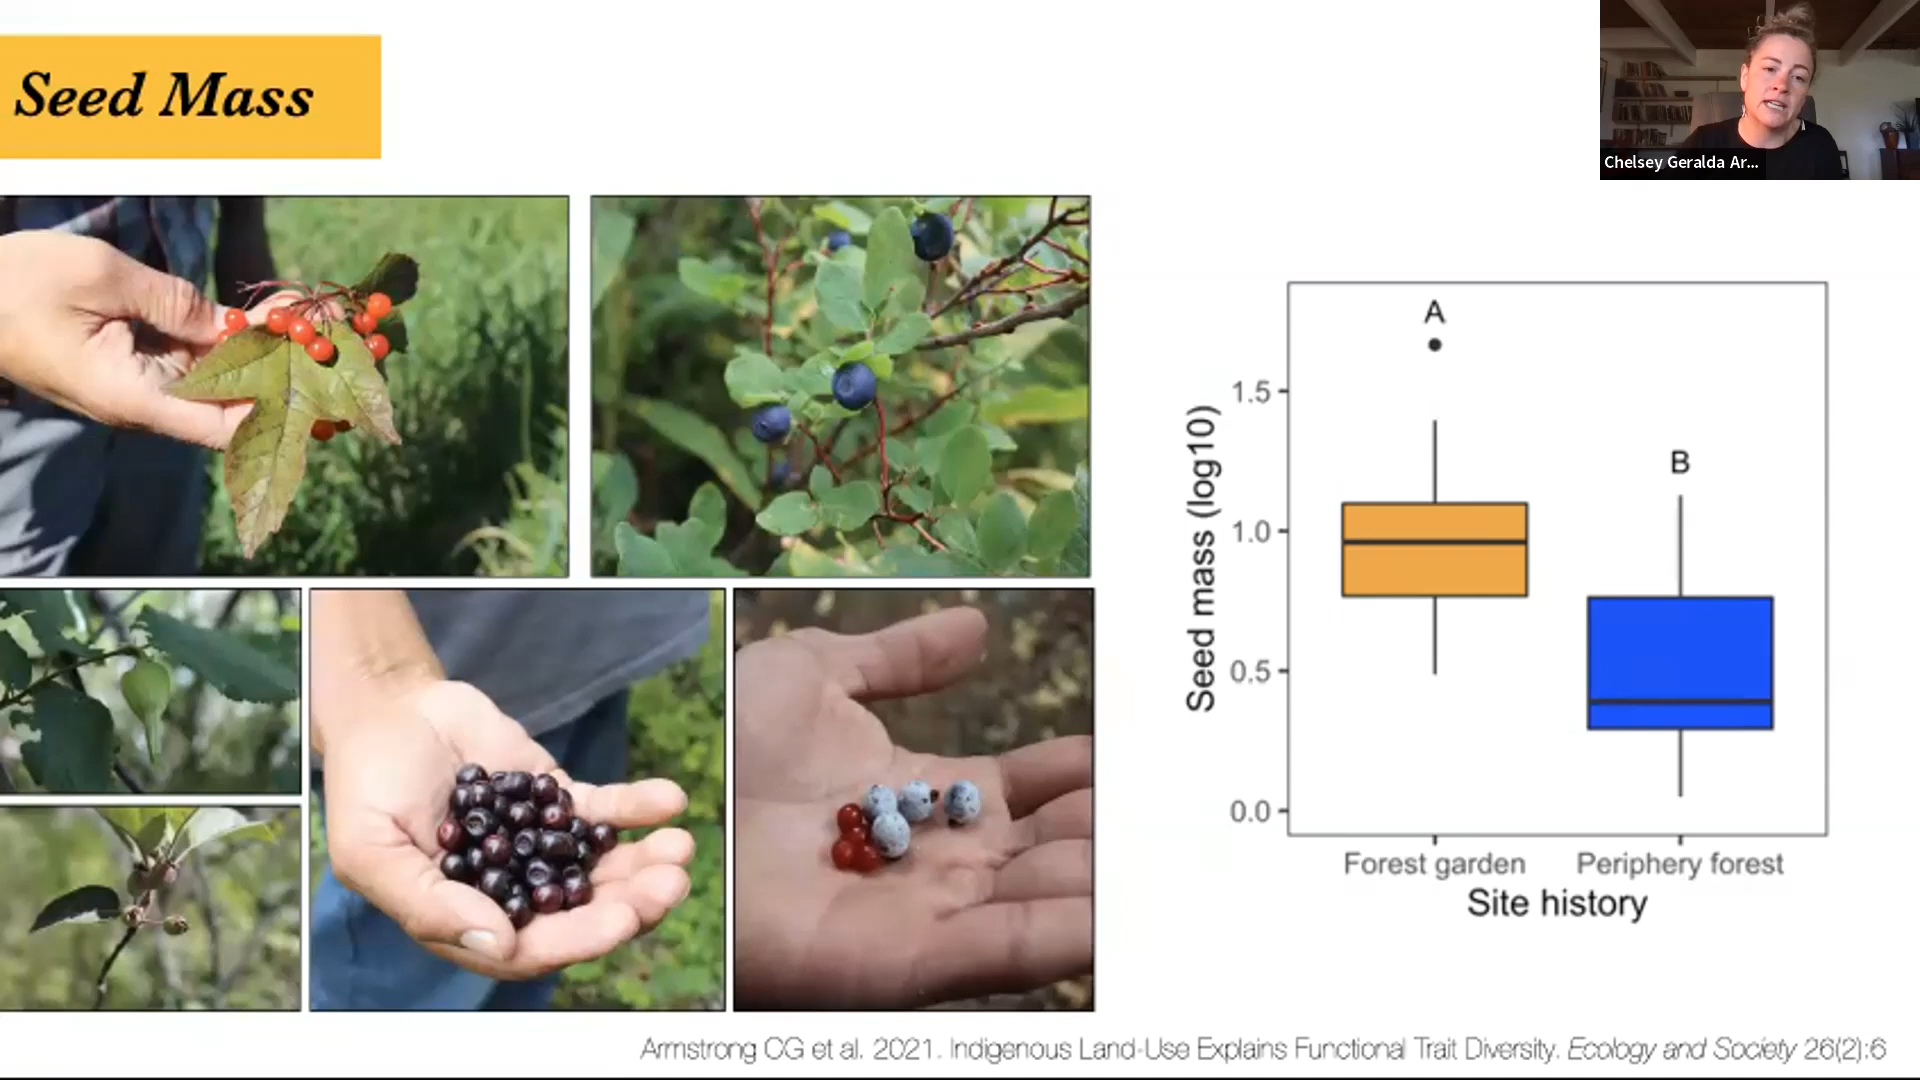 Seed Mass
Chelsey Geralda Ar...
A
B
Seed mass (log10)
1.5
1.0
0.5
0.0
Forest garden
Periphery forest
Site history
Armstrong CG et al. 2021. Indigenous Land-Use Explains Functional Trait Diversity. Ecology and Society 26(2):6